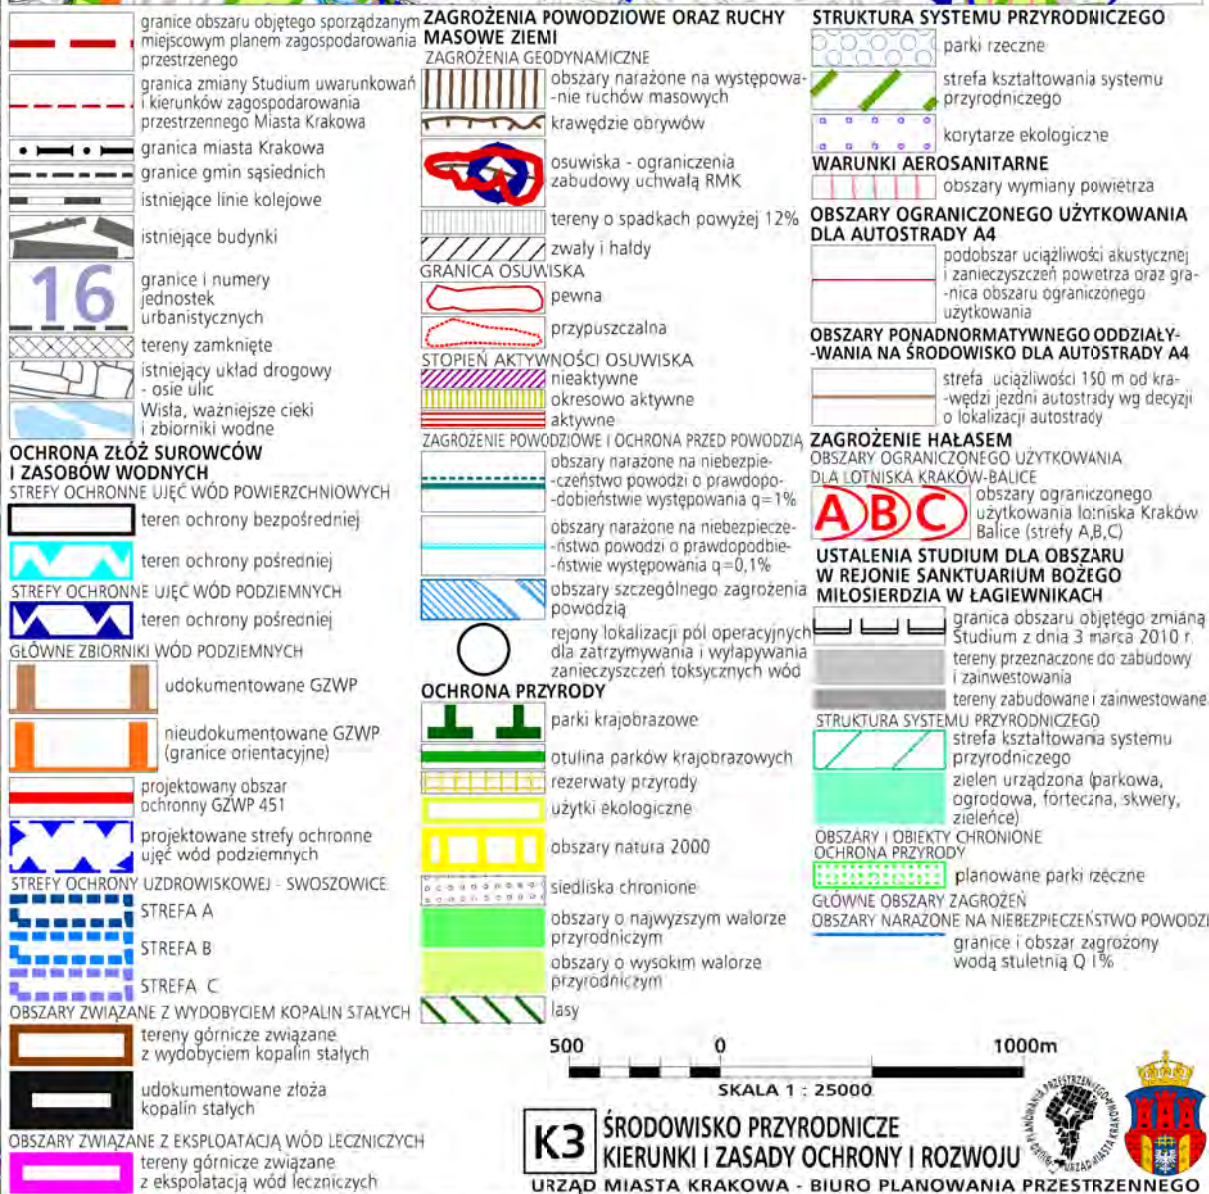 granice obszaru objętego sporządzanym
miejscowym planem zagospodarowania
przestrzenego
granica zmiany Studium uwarunkowań
i kierunków zagospodarowania
przestrzennego Miasta Krakowa
granica miasta Krakowa
granice gmin sąsiednich
istniejące linie kolejowe
istniejące budynki
16
granice i numery
jednostek
urbanistycznych
tereny zamknięte
istniejący układ drogowy
- osie ulic
Wisła, ważniejsze cieki
i zbiorniki wodne
OCHRONA ZŁÓŻ SUROWCÓW
I ZASOBÓW WODNYCH
STREFY OCHRONNE UJĘĆ WÓD POWIERZCHNIOWYCH
teren ochrony bezpośredniej
teren ochrony pośredniej
STREFY OCHRONNE UJĘĆ WÓD PODZIEMNYCH
teren ochrony pośredniej
GŁÓWNE ZBIORNIKI WÓD PODZIEMNYCH
udokumentowane GZWP
nieudokumentowane GZWP
(granice orientacyjne)
projektowany obszar
ochronny GZWP 451
projektowane strefy ochronne
ujęć wód podziemnych
STREFY OCHRONY UZDROWISKOWEJ - SWOSZOWICE
STREFA A
STREFA B
STREFA C
OBSZARY ZWIĄZANE Z WYDOBYCIEM KOPALIN STAŁYCH
tereny górnicze związane
z wydobyciem kopalin stałych
udokumentowane złoża
kopalin stałych
OBSZARY ZWIĄZANE Z EKSPLOATACJĄ WÓD LECZNICZYCH
tereny górnicze związane
z ekspolatacją wód leczniczych
ZAGROŻENIA POWODZIOWE ORAZ RUCHY
MASOWE ZIEMI
ZAGROŻENIA GEODYNAMICZNE
obszary narażone na występowa-
-nie ruchów masowych
krawędzie obrywów
osuwiska - ograniczenia
zabudowy uchwałą RMK
tereny o spadkach powyżej 12%
zwały i hałdy
GRANICA OSUWISKA
pewna
przypuszczalna
STOPIEŃ AKTYWNOŚCI OSUWISKA
nieaktywne
okresowo aktywne
aktywne
ZAGROŻENIE POWODZIOWE I OCHRONA PRZED POWODZIĄ
obszary narażone na niebezpie-
-czeństwo powodzi o prawdopo-
-dobieństwie występowania q=1%
obszary narażone na niebezpiecze-
-ństwo powodzi o prawdopodbie-
-ństwie występowania q=0,1%
obszary szczególnego zagrożenia
powodzią
rejony lokalizacji pól operacyjnych
dla zatrzymywania i wyłapywania
zanieczyszczeń toksycznych wód
OCHRONA PRZYRODY
parki krajobrazowe
otulina parków krajobrazowych
rezerwaty przyrody
użytki ekologiczne
obszary natura 2000
siedliska chronione
obszary o najwyższym walorze
przyrodniczym
obszary o wysokim walorze
przyrodniczym
lasy
STRUKTURA SYSTEMU PRZYRODNICZEGO
parki rzeczne
strefa kształtowania systemu
przyrodniczego
korytarze ekologiczne
WARUNKI AEROSANITARNE
obszary wymiany powietrza
OBSZARY OGRANICZONEGO UŻYTKOWANIA
DLA AUTOSTRADY A4
podobszar uciążliwości akustycznej
i zanieczyszczeń powetrza oraz gra-
-nica obszaru ograniczonego
użytkowania
OBSZARY PONADNORMATYWNEGO ODDZIAŁY-
-WANIA NA ŚRODOWISKO DLA AUTOSTRADY A4
strefa uciążliwości 150 m od kra-
-wędzi jezdni autostrady wg decyzji
o lokalizacji autostrady
ZAGROŻENIE HAŁASEM
OBSZARY OGRANICZONEGO UŻYTKOWANIA
DLA LOTNISKA KRAKÓW-BALICE
ABC
obszary ograniczonego
użytkowania lotniska Kraków
Balice (strefy A,B,C)
USTALENIA STUDIUM DLA OBSZARU
W REJONIE SANKTUARIUM BOŻEGO
MIŁOSIERDZIA W ŁAGIEWNIKACH
granica obszaru objętego zmianą
Studium z dnia 3 marca 2010 r.
tereny przeznaczone do zabudowy
i zainwestowania
tereny zabudowane i zainwestowane
STRUKTURA SYSTEMU PRZYRODNICZEGO
strefa kształtowania systemu
przyrodniczego
zieleń urządzona (parkowa,
ogrodowa, forteczna, skwery,
zieleńce)
OBSZARY I OBIEKTY CHRONIONE
OCHRONA PRZYRODY
planowane parki rzeczne
GŁÓWNE OBSZARY ZAGROŻEŃ
OBSZARY NARAŻONE NA NIEBEZPIECZEŃSTWO POWODZI
granice i obszar zagrożony
wodą stuletnią Q 1%
500 0 1000m
SKALA 1 : 25000
K3
ŚRODOWISKO PRZYRODNICZE
KIERUNKI I ZASADY OCHRONY I ROZWOJU
URZĄD MIASTA KRAKOWA - BIURO PLANOWANIA PRZESTRZENNEGO